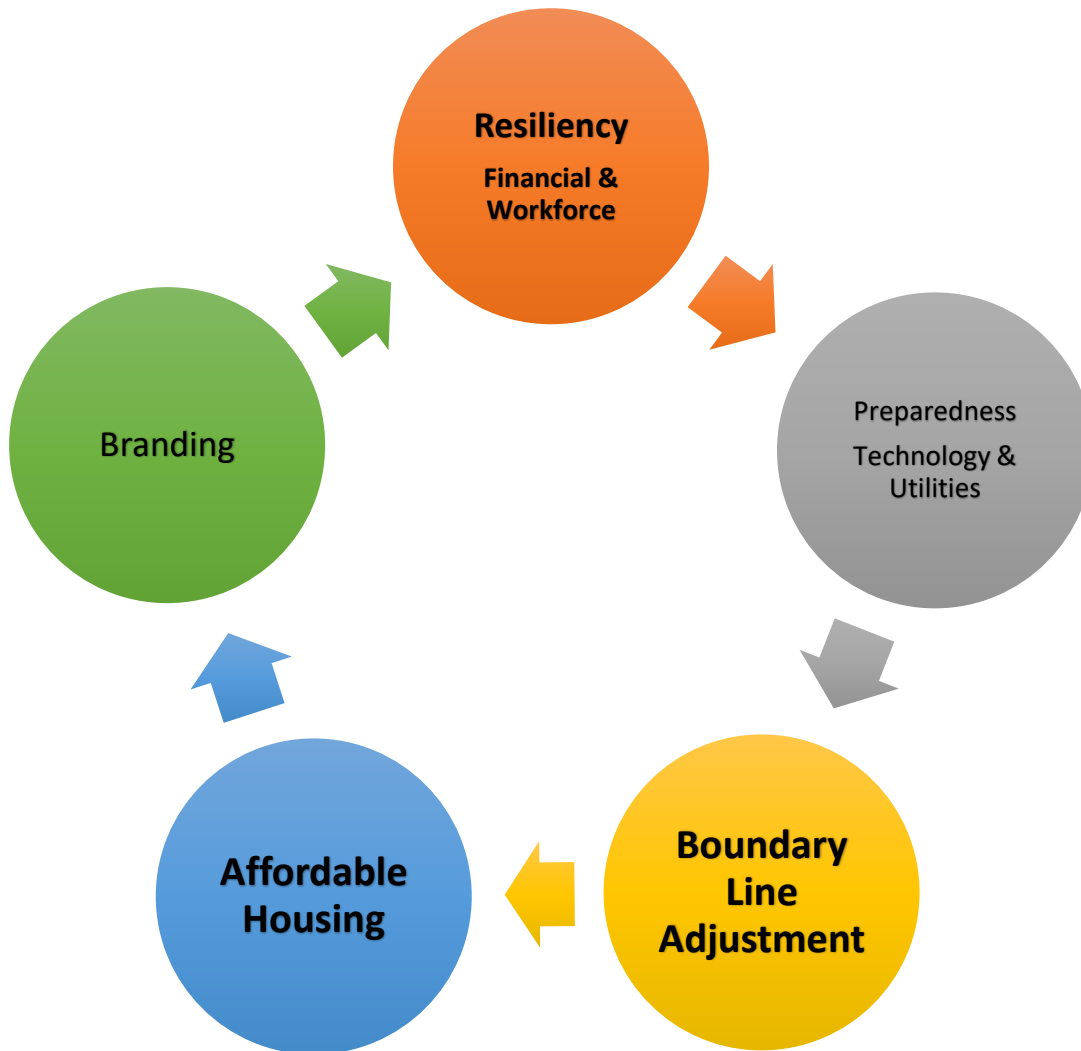 Resiliency
Financial &
Workforce
Preparedness
Technology &
Utilities
Boundary
Line
Adjustment
Affordable
Housing
Branding